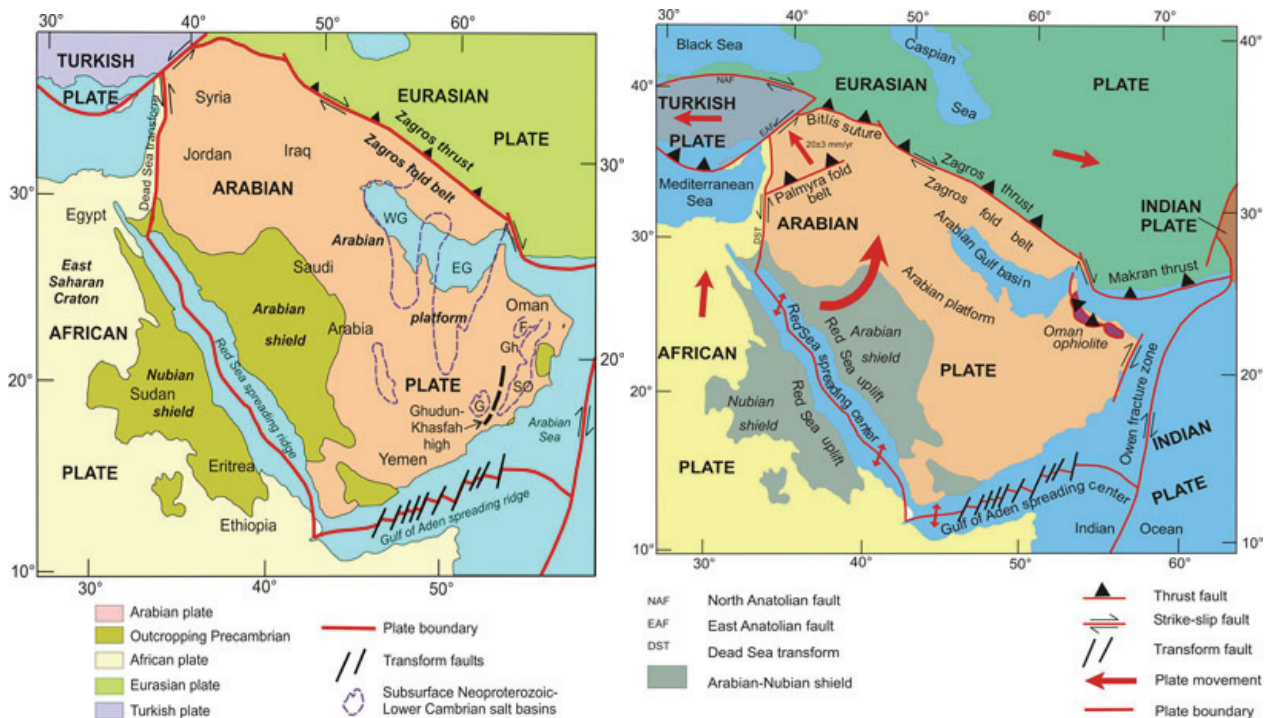 30°
40°
50°
60°
TURKISH
PLATE
Syria
EURASIAN
PLATE
Dead Sea transform
Zagros thrust
Zagros fold belt
Jordan
Iraq
ARABIAN
30°
30°
Egypt
WG
Arabian
EG
East
Saharan
Craton
Saudi
Arabian
shield
platform
Oman
F
AFRICAN
Arabia
Gh
Red Sea spreading ridge
20°
20°
Nubian
Sudan
shield
PLATE
SO
G
Ghudun-
Khasfah
high
Arabian
Sea
PLATE
Eritrea
Yemen
Ethiopia
Gulf of Aden spreading ridge
10°
30°
40°
50°
Arabian plate
Outcropping Precambrian
African plate
Eurasian plate
Turkish plate
Plate boundary
Transform faults
Subsurface Neoproterozoic-
Lower Cambrian salt basins
30°
40°
50°
60°
70°
Black Sea
Caspian
Sea
40°
40°
NAF
EURASIAN
PLATE
TURKISH
PLATE
EAF
Bitlis suture
20±3 mm/yr
Mediterranean
Sea
Palmyra fold
belt
Zagros thrust
Zagros fold belt
INDIAN
PLATE
30°
30°
DST
ARABIAN
Arabian Gulf basin
Makran thrust
Arabian platform
Oman
ophiolite
Red Sea spreading center
Arabian
shield
Red Sea uplift
AFRICAN
PLATE
20°
20°
Nubian
shield
Red Sea uplift
Owen fracture zone
INDIAN
PLATE
PLATE
Gulf of Aden spreading center
Indian Ocean
10°
10°
30°
40°
50°
60°
NAF North Anatolian fault
EAF East Anatolian fault
DST Dead Sea transform
Arabian-Nubian shield
Thrust fault
Strike-slip fault
Transform fault
Plate movement
Plate boundary